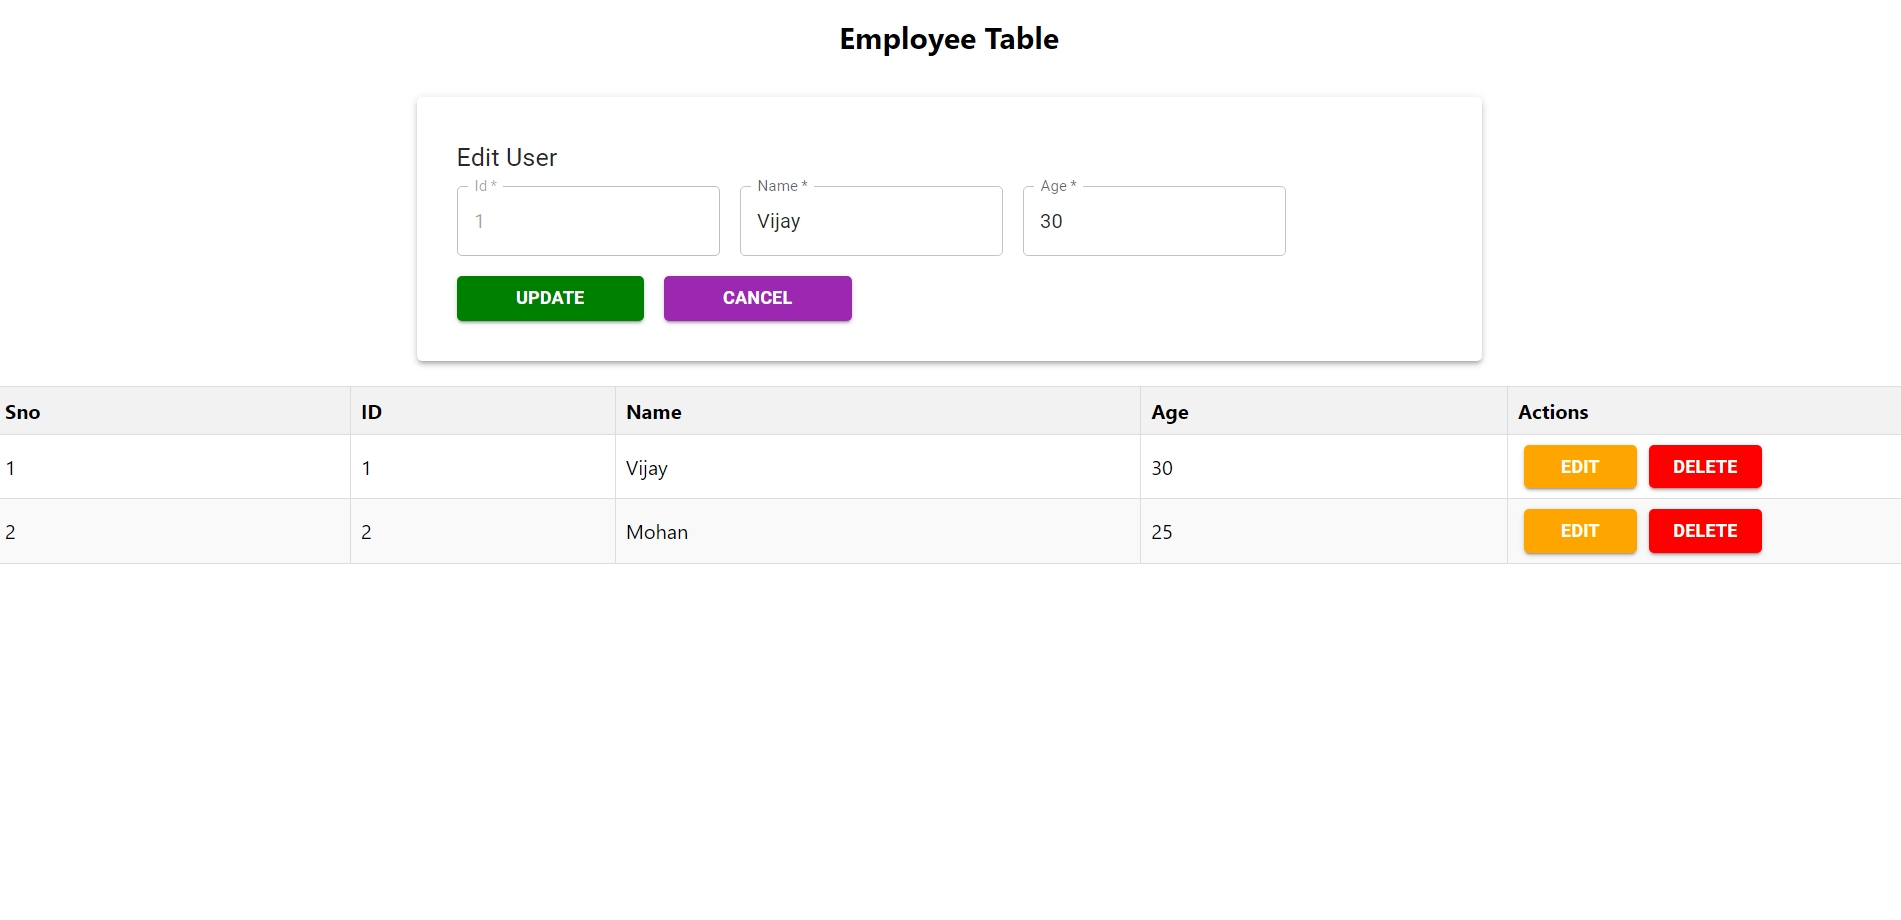 Employee Table
Edit User
Id * Name * Age *
1 Vijay 30
UPDATE CANCEL
Sno ID Name Age Actions
1 1 Vijay 30 EDIT DELETE
2 2 Mohan 25 EDIT DELETE